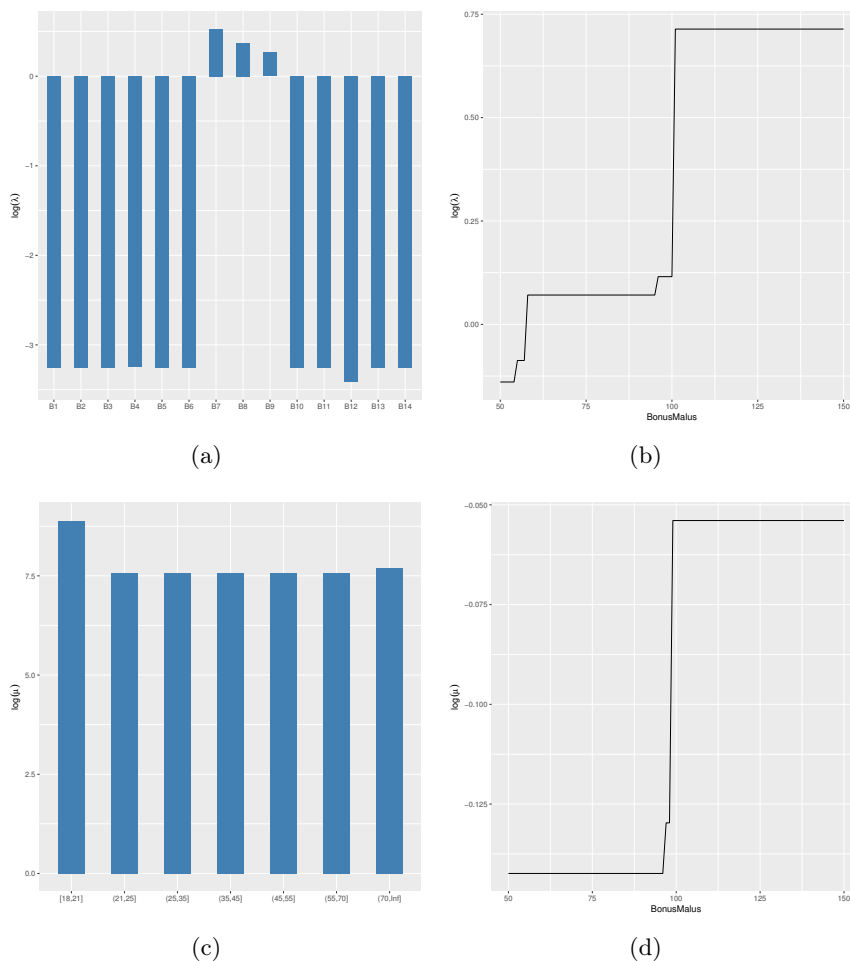 0
−1
−2
−3
log(λ)
B1 B2 B3 B4 B5 B6 B7 B8 B9 B10 B11 B12 B13 B14
(a)
0.75
0.50
0.25
0.00
log(λ)
50 75 100 125 150
BonusMalus
(b)
7.5
5.0
2.5
0.0
log(μ)
[18,21] (21,25] (25,35] (35,45] (45,55] (55,70] (70,Inf]
(c)
−0.050
−0.075
−0.100
−0.125
log(μ)
50 75 100 125 150
BonusMalus
(d)